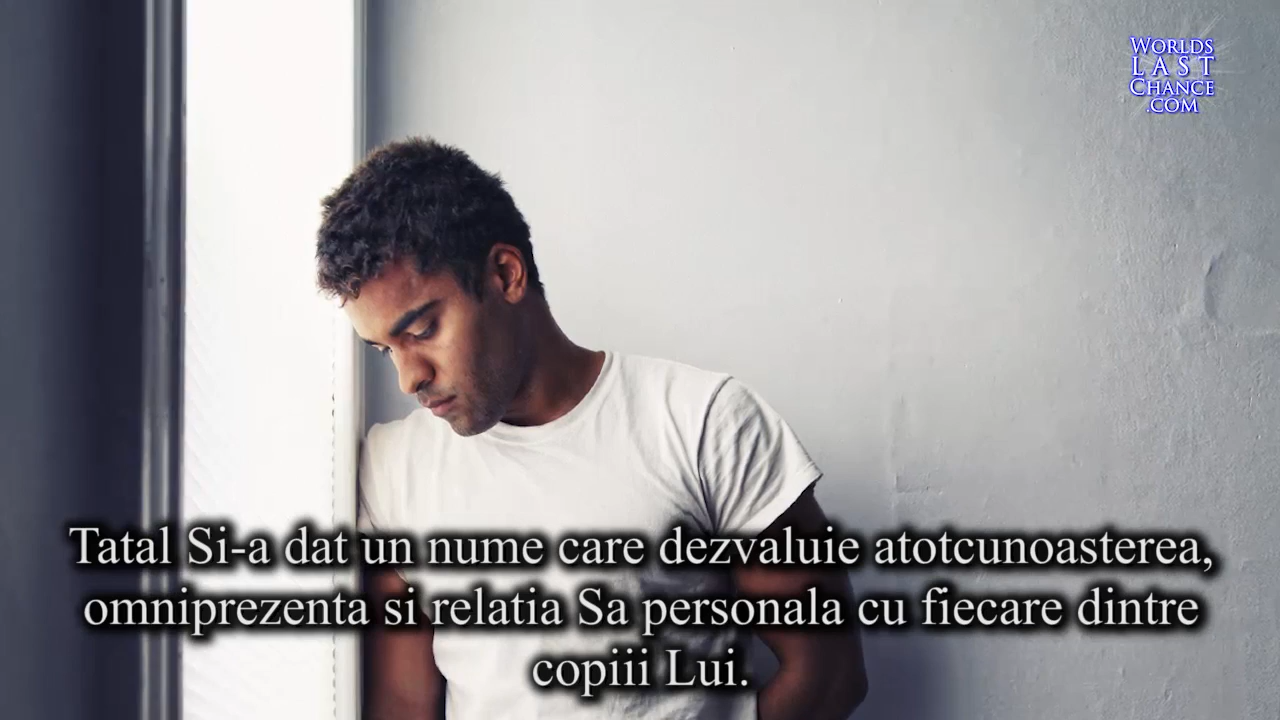 WORLDS
LAST
CHANCE
.COM
Tatal Si-a dat un nume care dezvaluie atotcunoasterea,
omniprezenta si relatia Sa personala cu fiecare dintre
copiii Lui.